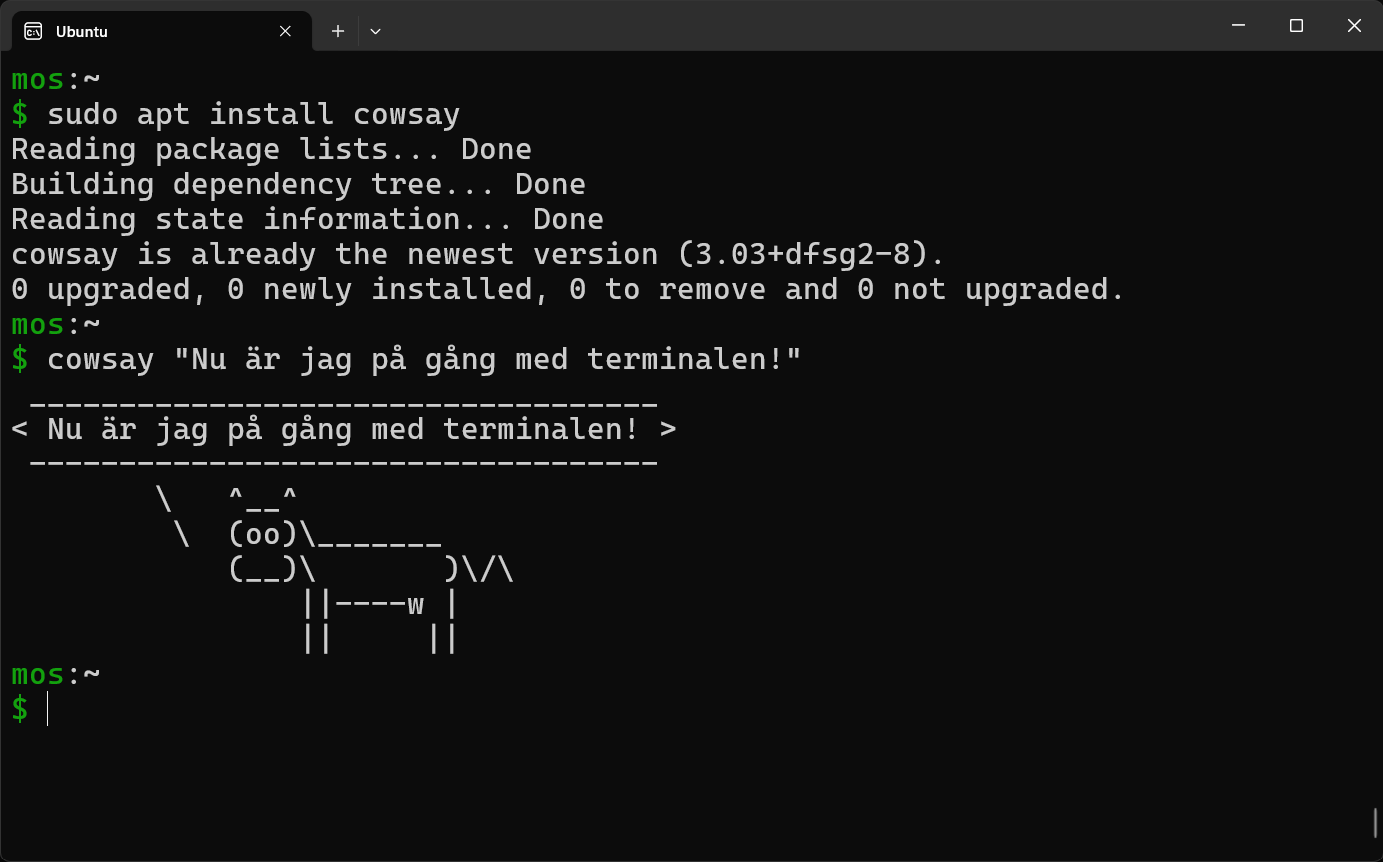 Ubuntu
mos:~
$ sudo apt install cowsay
Reading package lists... Done
Building dependency tree... Done
Reading state information... Done
cowsay is already the newest version (3.03+dfsg2-8).
0 upgraded, 0 newly installed, 0 to remove and 0 not upgraded.
mos:~
$ cowsay "Nu är jag på gång med terminalen!"
 ___________________________________
< Nu är jag på gång med terminalen! >
 -----------------------------------
        \   ^__^
         \  (oo)\_______
            (__)\       )\/\
                ||----w |
                ||     ||
mos:~
$